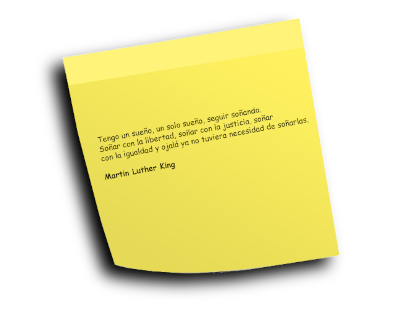 Tengo un sueño, un solo sueño, seguir soñando.
Soñar con la libertad, soñar con la justicia, soñar
con la igualdad y ojalá ya no tuviera necesidad de soñarlas.
Martin Luther King